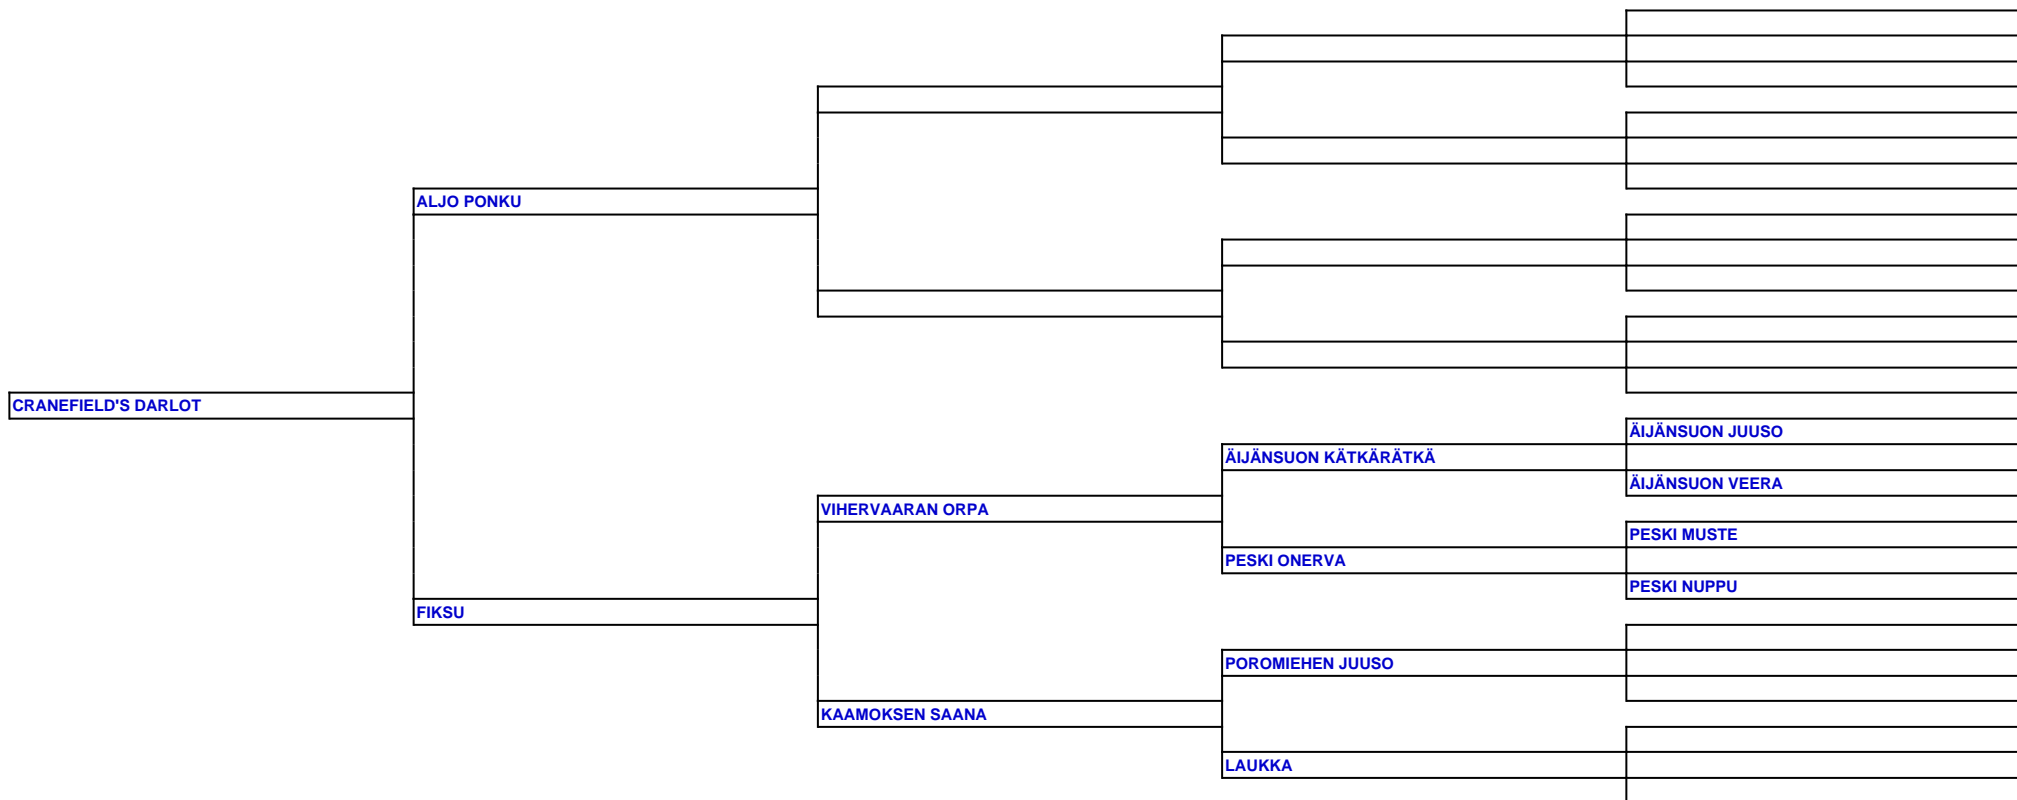 ALJO PONKU
CRANEFIELD'S DARLOT
ÄIJÄNSUON JUUSO
ÄIJÄNSUON KÄTKÄRÄTKÄ
ÄIJÄNSUON VEERA
VIHERVAARAN ORPA
PESKI MUSTE
PESKI ONERVA
PESKI NUPPU
FIKSU
POROMIEHEN JUUSO
KAAMOKSEN SAANA
LAUKKA